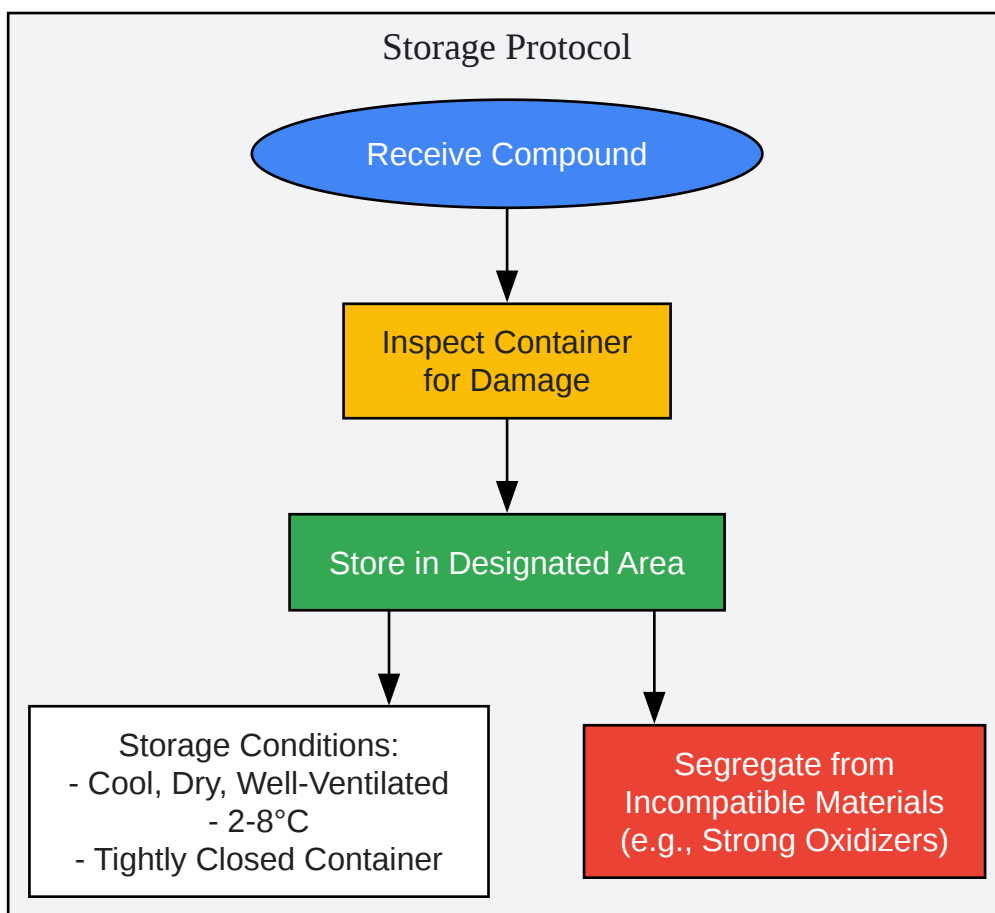 Storage Protocol
Receive Compound
Inspect Container
for Damage
Store in Designated Area
Storage Conditions:
- Cool, Dry, Well-Ventilated
- 2-8°C
- Tightly Closed Container
Segregate from
Incompatible Materials
(e.g., Strong Oxidizers)